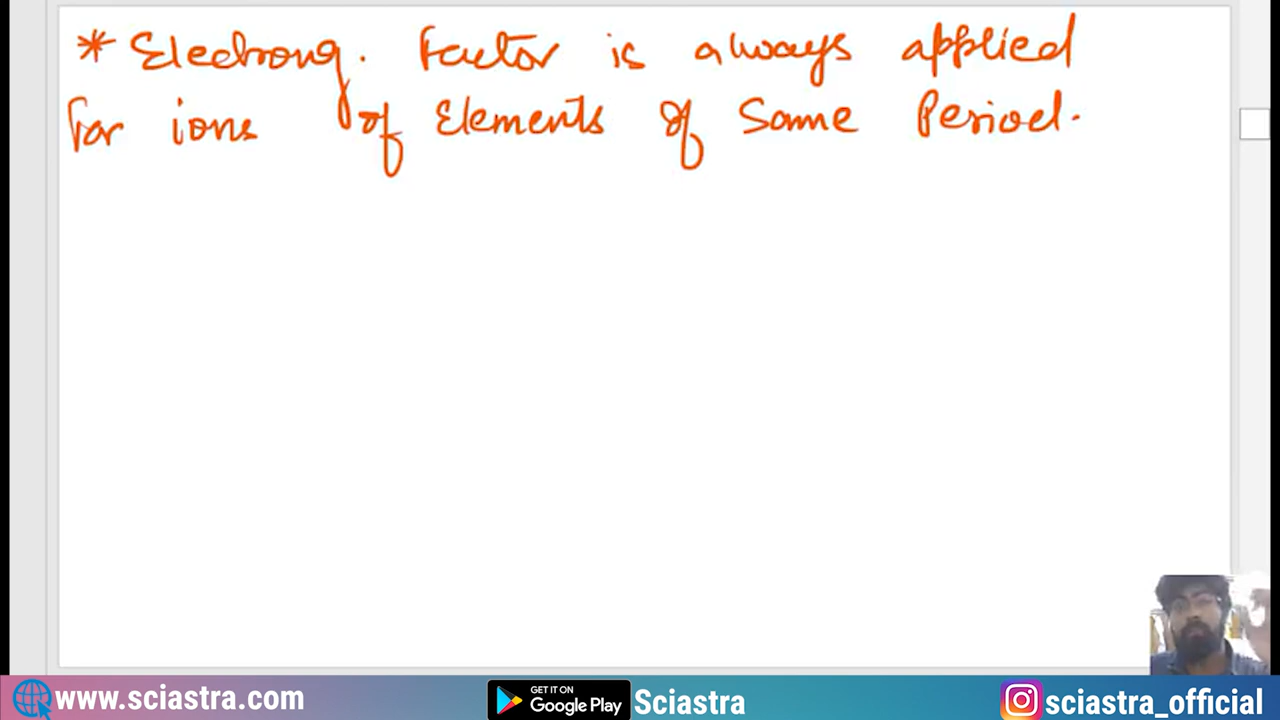 * Electroneg. Factor is always applied
For ions of Elements of Same Period.
www.sciastra.com
GET IT ON
Google Play
Sciastra
sciastra_official